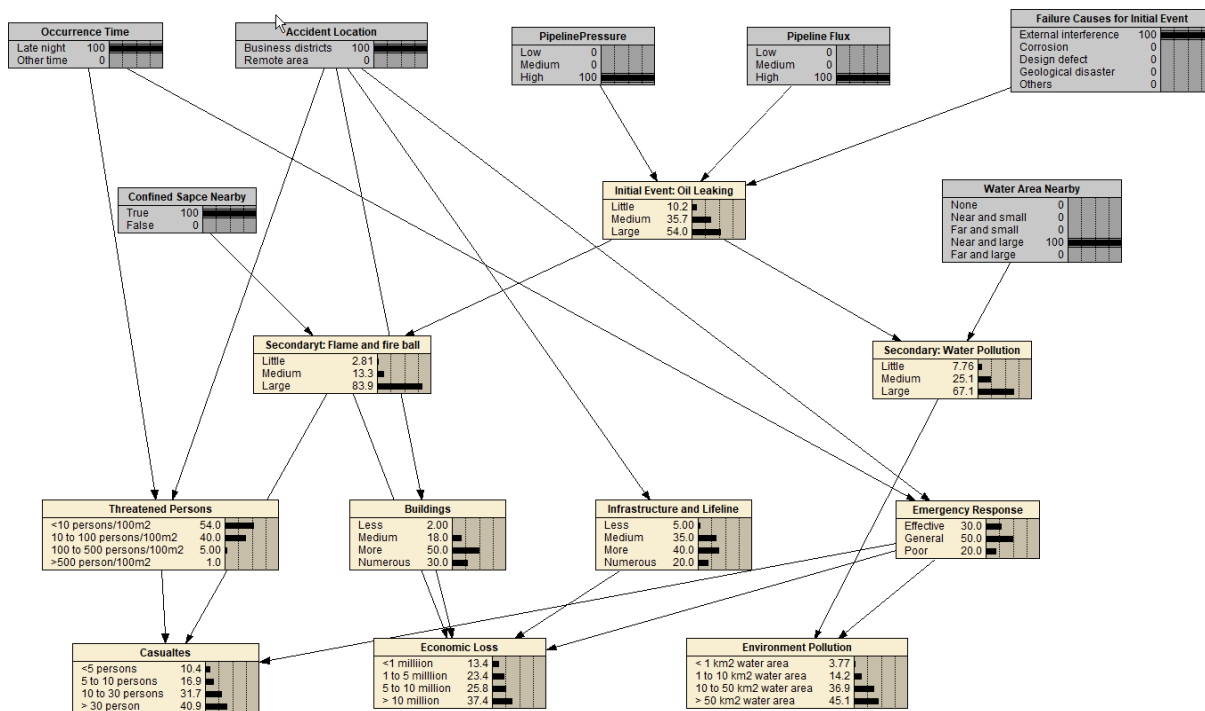 Occurrence Time
Late night 100
Other time 0
Accident Location
Business districts 100
Remote area 0
PipelinePressure
Low 0
Medium 0
High 100
Pipeline Flux
Low 0
Medium 0
High 100
Failure Causes for Initial Event
External interference 100
Corrosion 0
Design defect 0
Geological disaster 0
Others 0
Confined Sapce Nearby
True 100
False 0
Initial Event: Oil Leaking
Little 10.2
Medium 35.7
Large 54.0
Water Area Nearby
None 0
Near and small 0
Far and small 0
Near and large 100
Far and large 0
Secondaryt: Flame and fire ball
Little 2.81
Medium 13.3
Large 83.9
Secondary: Water Pollution
Little 7.76
Medium 25.1
Large 67.1
Threatened Persons
<10 persons/100m2 54.0
10 to 100 persons/100m2 40.0
100 to 500 persons/100m2 5.00
>500 person/100m2 1.0
Buildings
Less 2.00
Medium 18.0
More 50.0
Numerous 30.0
Infrastructure and Lifeline
Less 5.00
Medium 35.0
More 40.0
Numerous 20.0
Emergency Response
Effective 30.0
General 50.0
Poor 20.0
Casualtes
<5 persons 10.4
5 to 10 persons 16.9
10 to 30 persons 31.7
> 30 person 40.9
Economic Loss
<1 milliion 13.4
1 to 5 milllion 23.4
5 to 10 million 25.8
> 10 million 37.4
Environment Pollution
< 1 km2 water area 3.77
1 to 10 km2 water area 14.2
10 to 50 km2 water area 36.9
> 50 km2 water area 45.1